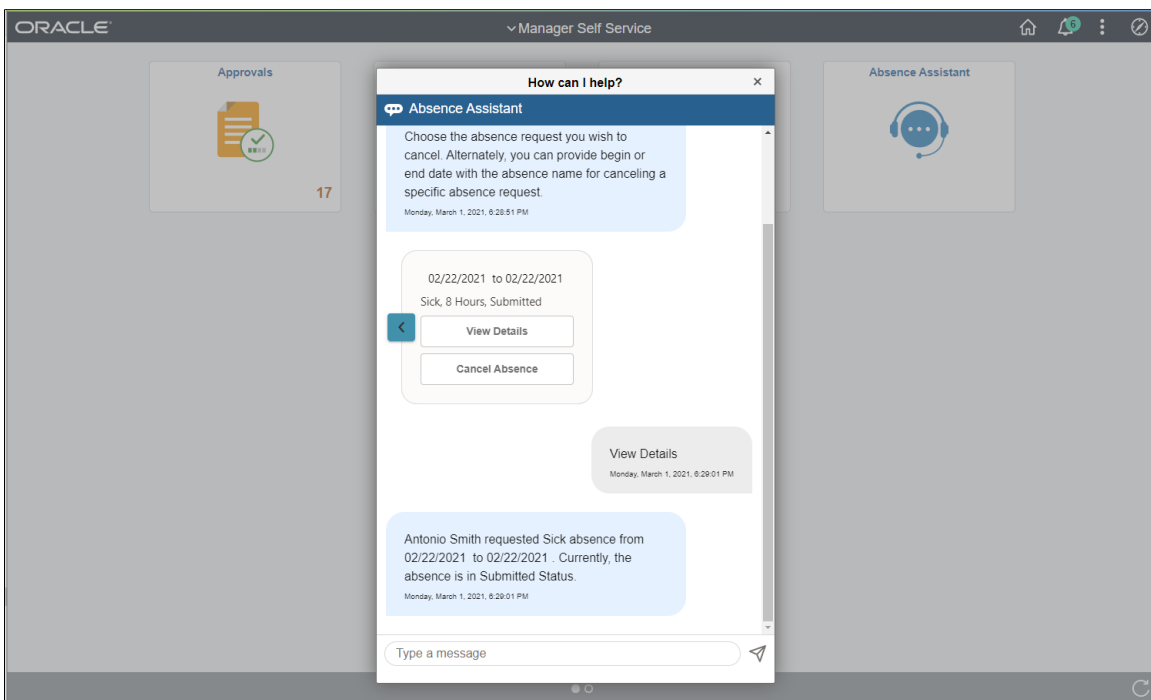 ORACLE
Manager Self Service
6
Approvals
17
Absence Assistant
How can I help?
Absence Assistant
Choose the absence request you wish to
cancel. Alternately, you can provide begin or
end date with the absence name for canceling a
specific absence request.
Monday, March 1, 2021, 6:28:51 PM
02/22/2021 to 02/22/2021
Sick, 8 Hours, Submitted
View Details
Cancel Absence
View Details
Monday, March 1, 2021, 6:29:01 PM
Antonio Smith requested Sick absence from
02/22/2021 to 02/22/2021 . Currently, the
absence is in Submitted Status.
Monday, March 1, 2021, 6:29:01 PM
Type a message